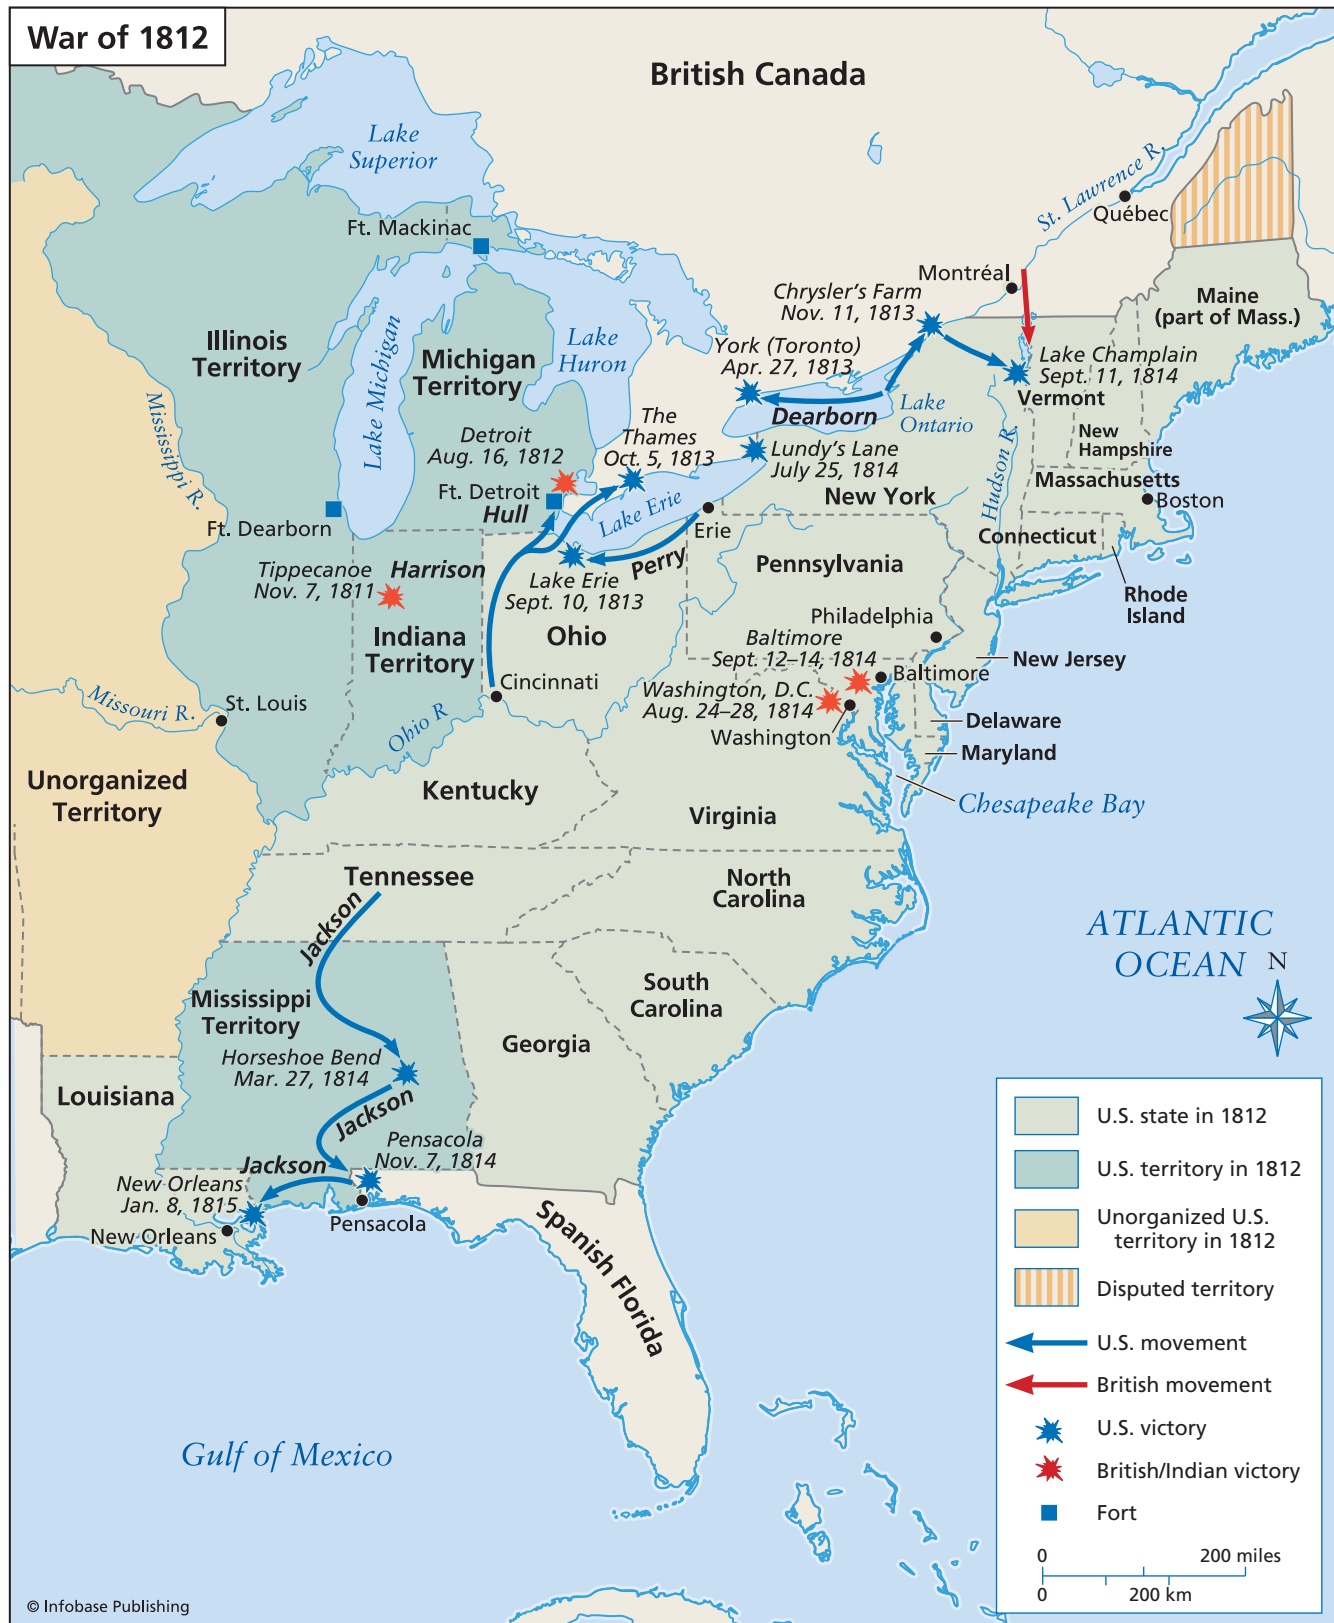 War of 1812
British Canada
Lake
Superior
St. Lawrence R.
Québec
Ft. Mackinac
Montréal
Chrysler's Farm
Nov. 11, 1813
Maine
(part of Mass.)
Illinois
Territory
Lake Michigan
Michigan
Territory
Lake
Huron
York (Toronto)
Apr. 27, 1813
Lake Champlain
Sept. 11, 1814
Vermont
Dearborn
Lake
Ontario
Mississippi R.
The
Thames
Oct. 5, 1813
Detroit
Aug. 16, 1812
Lundy's Lane
July 25, 1814
Hudson R.
New
Hampshire
Massachusetts
Boston
Ft. Detroit
Hull
New York
Lake Erie
Erie
Ft. Dearborn
Connecticut
Tippecanoe
Nov. 7, 1811
Harrison
Perry
Lake Erie
Sept. 10, 1813
Pennsylvania
Rhode
Island
Indiana
Territory
Ohio
Philadelphia
Baltimore
Sept. 12–14, 1814
New Jersey
Baltimore
Cincinnati
Washington, D.C.
Aug. 24–28, 1814
Missouri R.
St. Louis
Ohio R
Washington
Delaware
Maryland
Unorganized
Territory
Kentucky
Chesapeake Bay
Virginia
Tennessee
North
Carolina
Jackson
ATLANTIC
OCEAN
N
Mississippi
Territory
South
Carolina
Georgia
Horseshoe Bend
Mar. 27, 1814
Louisiana
Jackson
Pensacola
Nov. 7, 1814
Jackson
New Orleans
Jan. 8, 1815
New Orleans
Pensacola
Spanish Florida
Gulf of Mexico
U.S. state in 1812
U.S. territory in 1812
Unorganized U.S.
territory in 1812
Disputed territory
U.S. movement
British movement
U.S. victory
British/Indian victory
Fort
0 200 miles
0 200 km
© Infobase Publishing